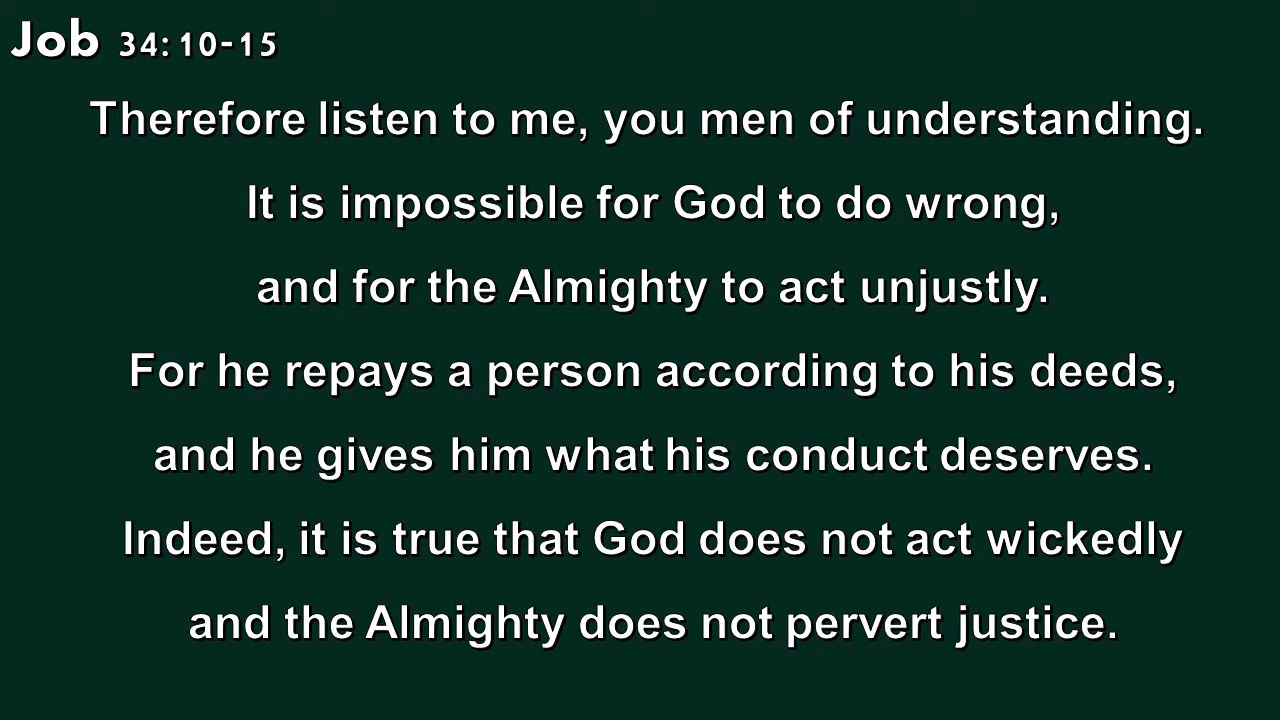 Job 34:10-15
Therefore listen to me, you men of understanding.
It is impossible for God to do wrong,
and for the Almighty to act unjustly.
For he repays a person according to his deeds,
and he gives him what his conduct deserves.
Indeed, it is true that God does not act wickedly
and the Almighty does not pervert justice.